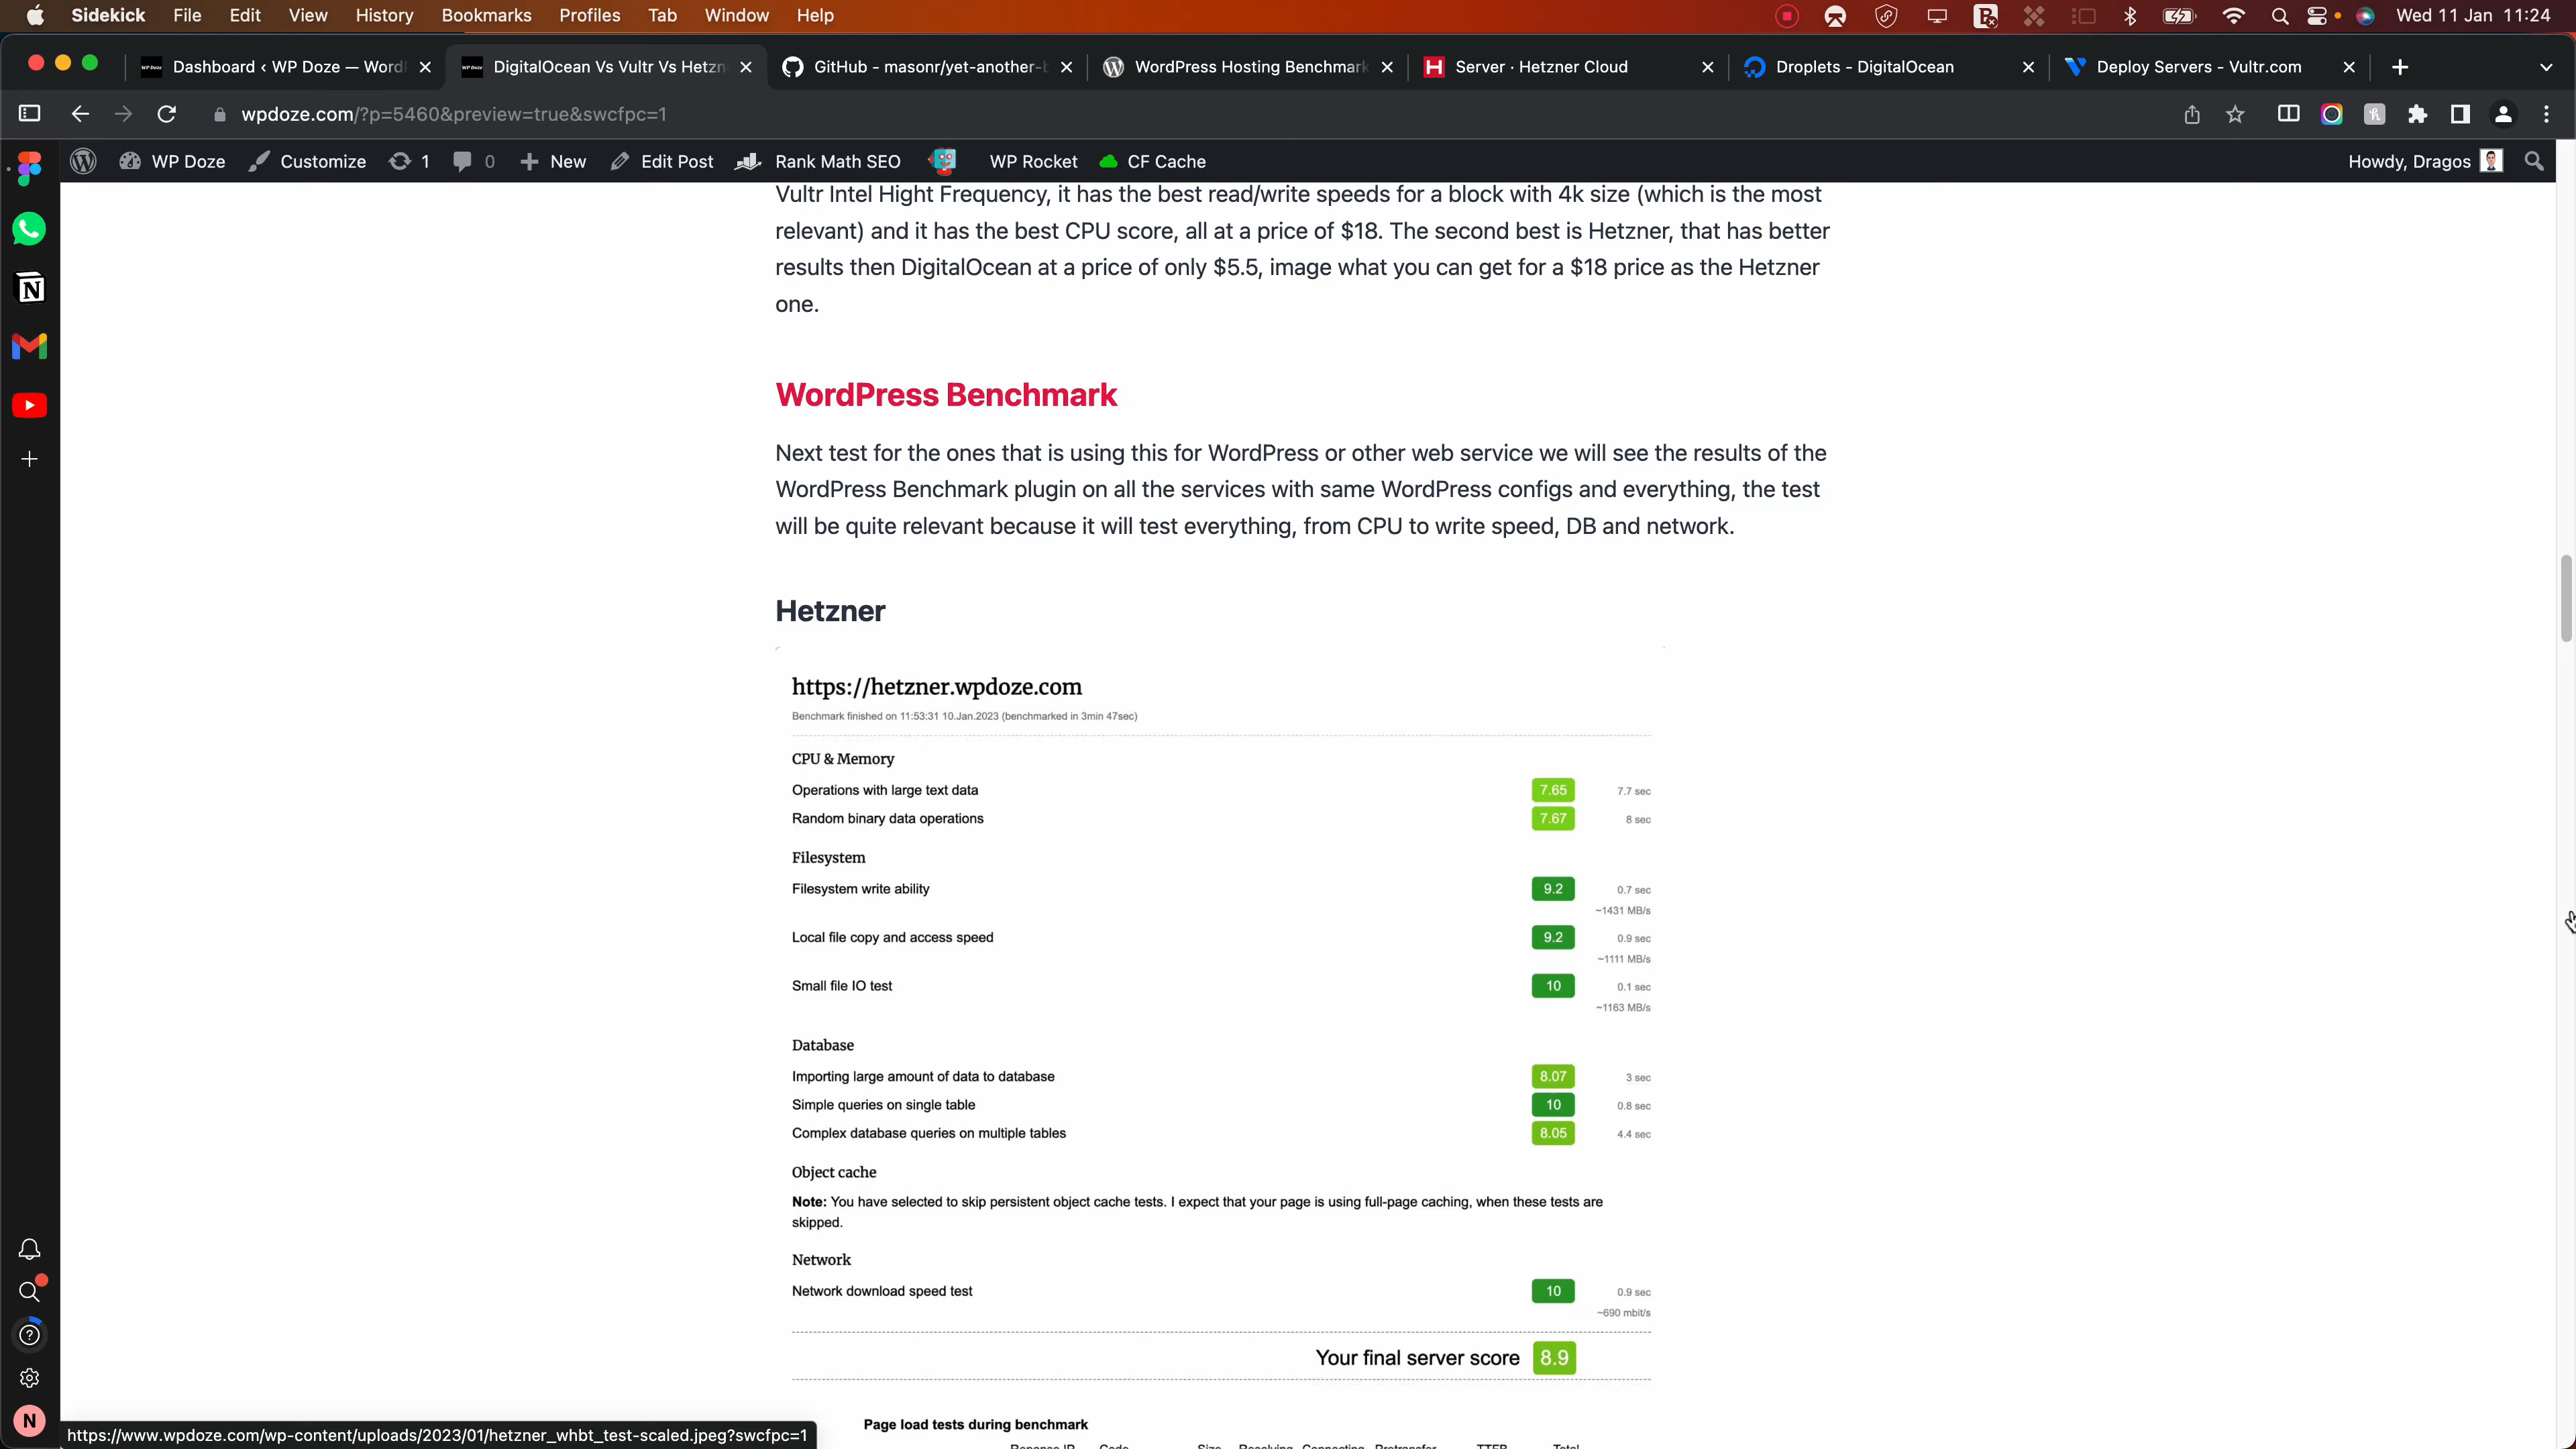 Sidekick File Edit View History Bookmarks Profiles Tab Window Help Wed 11 Jan 11:24
Dashboard ‹ WP Doze — Word DigitalOcean Vs Vultr Vs Hetzn GitHub - masonr/yet-another-b WordPress Hosting Benchmark Server · Hetzner Cloud Droplets - DigitalOcean Deploy Servers - Vultr.com
wpdoze.com/?p=5460&preview=true&swcfpc=1
WP Doze Customize 1 0 New Edit Post Rank Math SEO WP Rocket CF Cache Howdy, Dragos
Vultr Intel Hight Frequency, it has the best read/write speeds for a block with 4k size (which is the most
relevant) and it has the best CPU score, all at a price of $18. The second best is Hetzner, that has better
results then DigitalOcean at a price of only $5.5, image what you can get for a $18 price as the Hetzner
one.
WordPress Benchmark
Next test for the ones that is using this for WordPress or other web service we will see the results of the
WordPress Benchmark plugin on all the services with same WordPress configs and everything, the test
will be quite relevant because it will test everything, from CPU to write speed, DB and network.
Hetzner
https://hetzner.wpdoze.com
Benchmark finished on 11:53:31 10.Jan.2023 (benchmarked in 3min 47sec)
CPU & Memory
Operations with large text data 7.65 7.7 sec
Random binary data operations 7.67 8 sec
Filesystem
Filesystem write ability 9.2 0.7 sec
~1431 MB/s
Local file copy and access speed 9.2 0.9 sec
~1111 MB/s
Small file IO test 10 0.1 sec
~1163 MB/s
Database
Importing large amount of data to database 8.07 3 sec
Simple queries on single table 10 0.8 sec
Complex database queries on multiple tables 8.05 4.4 sec
Object cache
Note: You have selected to skip persistent object cache tests. I expect that your page is using full-page caching, when these tests are
skipped.
Network
Network download speed test 10 0.9 sec
~690 mbit/s
Your final server score 8.9
Page load tests during benchmark
Reponse IP Code Size Resolving Connecting Pretransfer TTFB Total
N
https://www.wpdoze.com/wp-content/uploads/2023/01/hetzner_whbt_test-scaled.jpeg?swcfpc=1